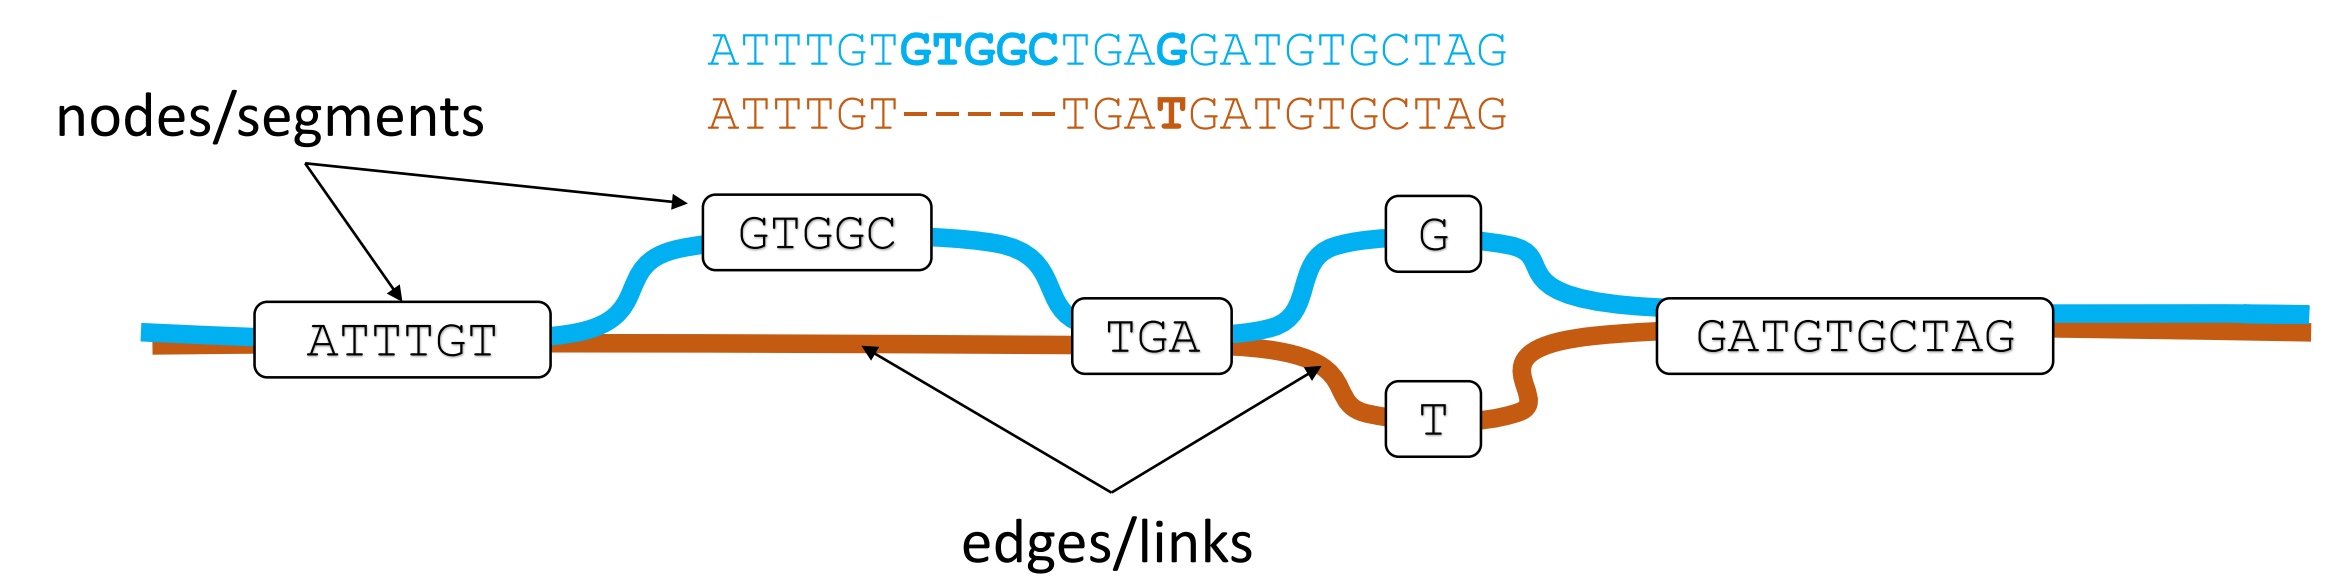 ATTTGTGTGGCTGAGGATGTGCTAG
ATTTGT-----TGATGATGTGCTAG
nodes/segments
GTGGC
G
ATTTGT
TGA
GATGTGCTAG
T
edges/links